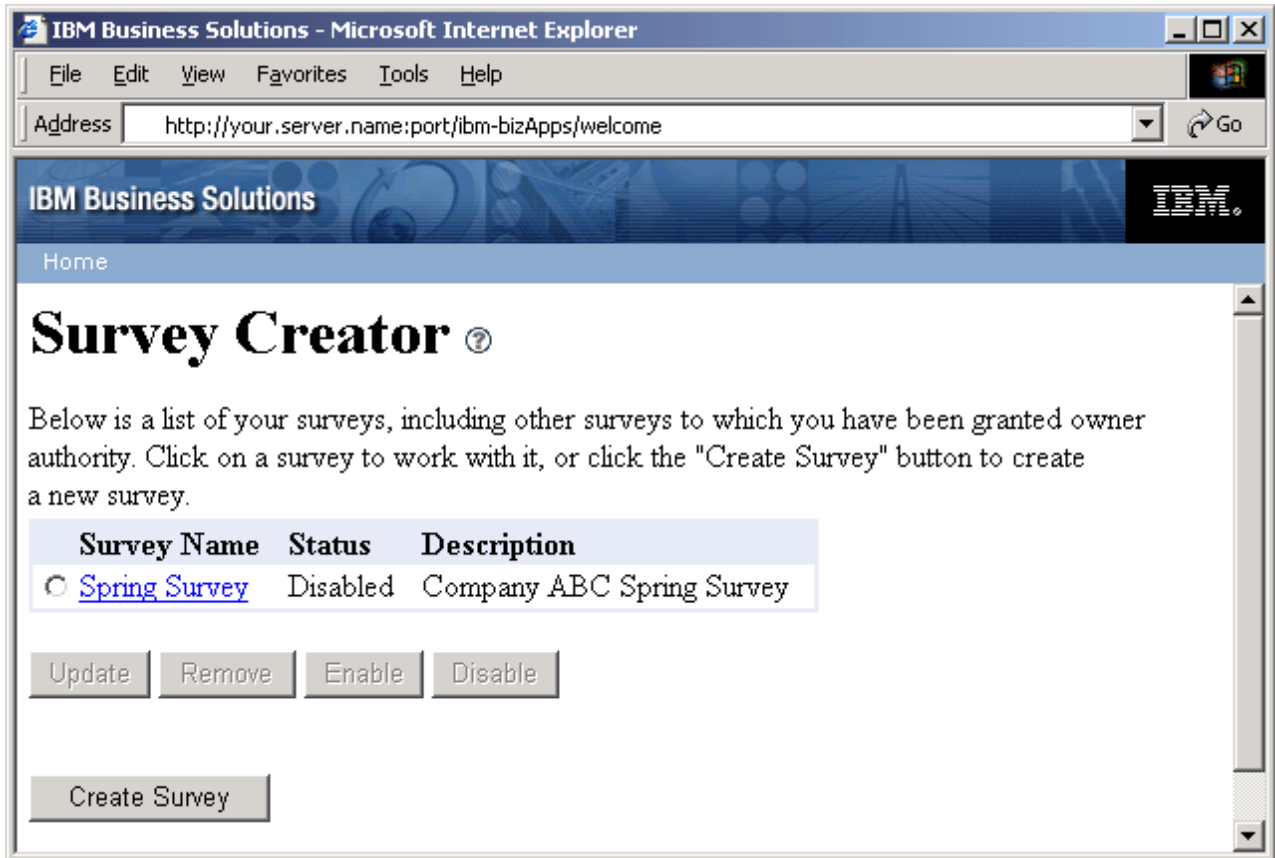 IBM Business Solutions - Microsoft Internet Explorer
File Edit View Favorites Tools Help
Address http://your.server.name:port/ibm-bizApps/welcome Go
IBM Business Solutions IBM.
Home
Survey Creator ?
Below is a list of your surveys, including other surveys to which you have been granted owner
authority. Click on a survey to work with it, or click the "Create Survey" button to create
a new survey.
Survey Name Status Description
Spring Survey Disabled Company ABC Spring Survey
Update Remove Enable Disable
Create Survey